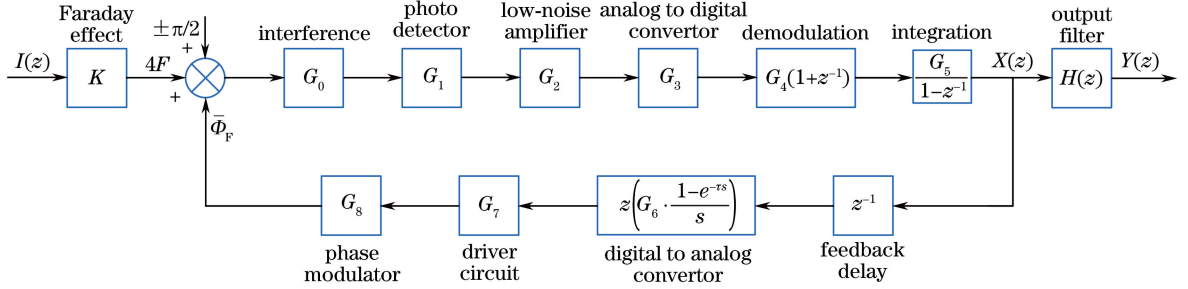 Faraday
effect
I(z)
K
4F
±π/2
+
+
Φ̄_F
interference
G₀
photo
detector
G₁
low-noise
amplifier
G₂
analog to digital
convertor
G₃
demodulation
G₄(1+z⁻¹)
integration
G₅
1−z⁻¹
X(z)
output
filter
H(z)
Y(z)
G₈
phase
modulator
G₇
driver
circuit
z(G₆ · (1−e^{−τs})/s)
digital to analog
convertor
z⁻¹
feedback
delay